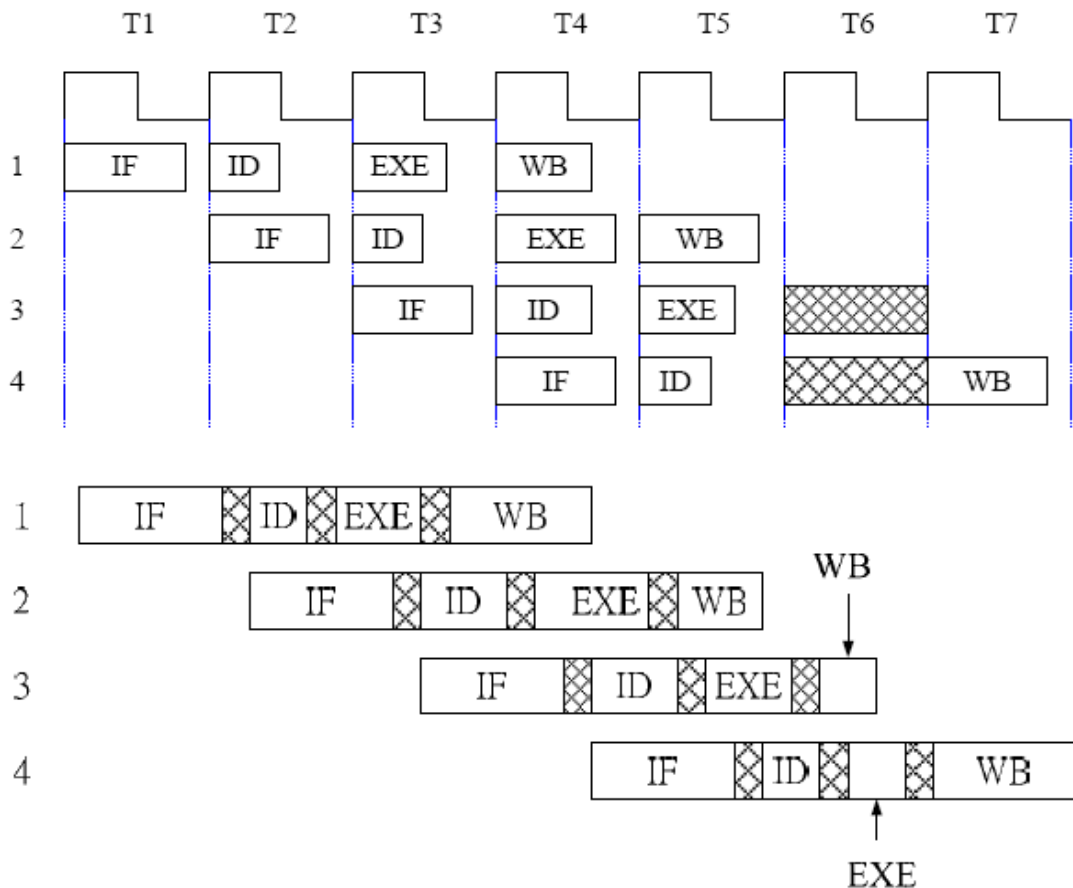 T1 T2 T3 T4 T5 T6 T7
1 IF ID EXE WB
2 IF ID EXE WB
3 IF ID EXE
4 IF ID WB
1 IF ID EXE WB
WB
2 IF ID EXE WB
3 IF ID EXE
4 IF ID WB
EXE